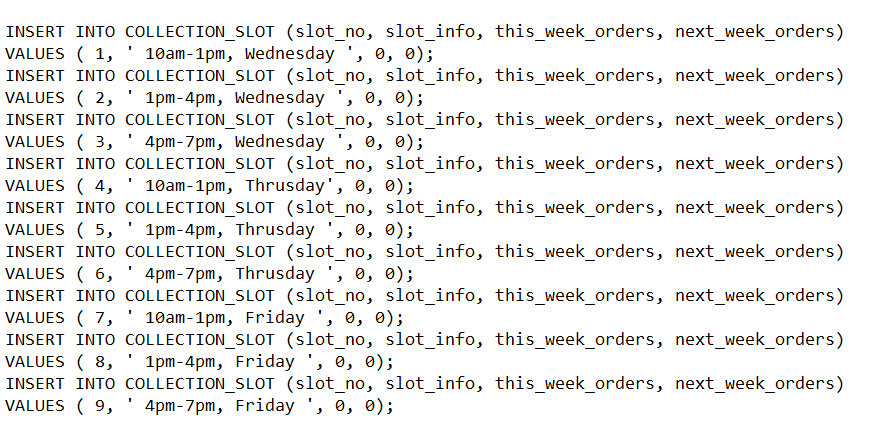 INSERT INTO COLLECTION_SLOT (slot_no, slot_info, this_week_orders, next_week_orders)
VALUES ( 1, ' 10am-1pm, Wednesday ', 0, 0);
INSERT INTO COLLECTION_SLOT (slot_no, slot_info, this_week_orders, next_week_orders)
VALUES ( 2, ' 1pm-4pm, Wednesday ', 0, 0);
INSERT INTO COLLECTION_SLOT (slot_no, slot_info, this_week_orders, next_week_orders)
VALUES ( 3, ' 4pm-7pm, Wednesday ', 0, 0);
INSERT INTO COLLECTION_SLOT (slot_no, slot_info, this_week_orders, next_week_orders)
VALUES ( 4, ' 10am-1pm, Thrusday', 0, 0);
INSERT INTO COLLECTION_SLOT (slot_no, slot_info, this_week_orders, next_week_orders)
VALUES ( 5, ' 1pm-4pm, Thrusday ', 0, 0);
INSERT INTO COLLECTION_SLOT (slot_no, slot_info, this_week_orders, next_week_orders)
VALUES ( 6, ' 4pm-7pm, Thrusday ', 0, 0);
INSERT INTO COLLECTION_SLOT (slot_no, slot_info, this_week_orders, next_week_orders)
VALUES ( 7, ' 10am-1pm, Friday ', 0, 0);
INSERT INTO COLLECTION_SLOT (slot_no, slot_info, this_week_orders, next_week_orders)
VALUES ( 8, ' 1pm-4pm, Friday ', 0, 0);
INSERT INTO COLLECTION_SLOT (slot_no, slot_info, this_week_orders, next_week_orders)
VALUES ( 9, ' 4pm-7pm, Friday ', 0, 0);